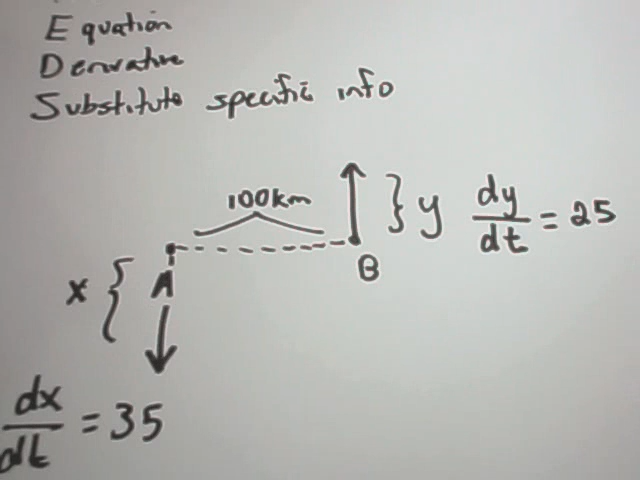 Equation
Derivative
Substitute specific info
100km
} y dy/dt = 25
B
x { A
dx/dt = 35